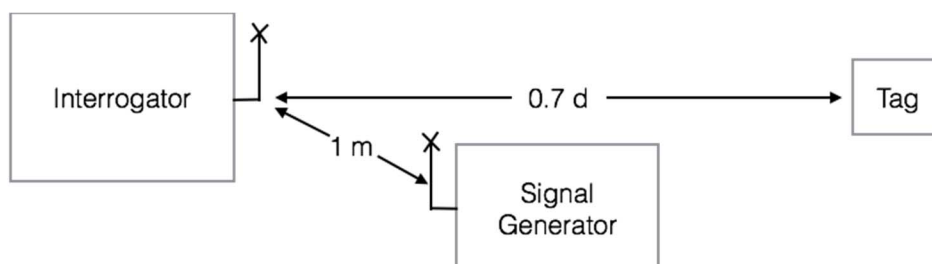 Interrogator
0.7 d
Tag
1 m
Signal
Generator